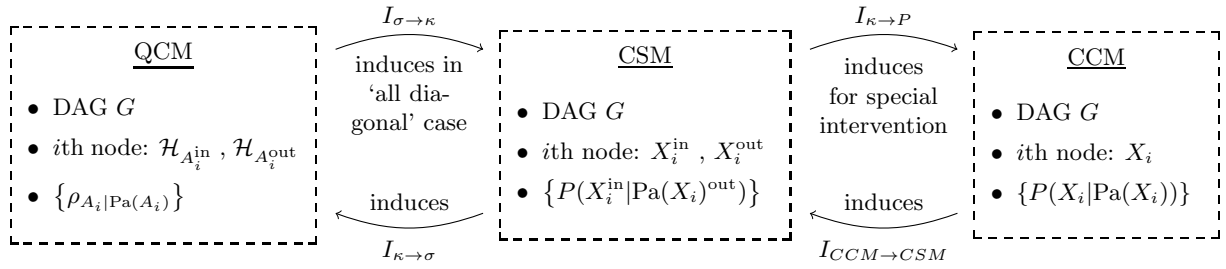 QCM
• DAG G
• ith node: ℋ_{A_i^{in}} , ℋ_{A_i^{out}}
• {ρ_{A_i|Pa(A_i)}}
I_{σ→κ}
induces in
‘all dia-
gonal’ case
induces
I_{κ→σ}
CSM
• DAG G
• ith node: X_i^{in} , X_i^{out}
• {P(X_i^{in}|Pa(X_i)^{out})}
I_{κ→P}
induces
for special
intervention
induces
I_{CCM→CSM}
CCM
• DAG G
• ith node: X_i
• {P(X_i|Pa(X_i))}